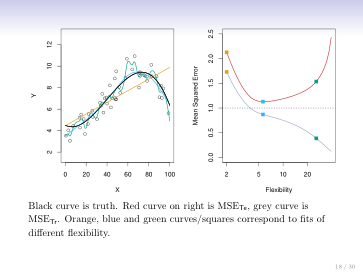 12
10
8
6
4
2
Y
0 20 40 60 80 100
X
2.5
2.0
1.5
1.0
0.5
0.0
Mean Squared Error
2 5 10 20
Flexibility
Black curve is truth. Red curve on right is MSETe, grey curve is
MSETr. Orange, blue and green curves/squares correspond to fits of
different flexibility.
18 / 30